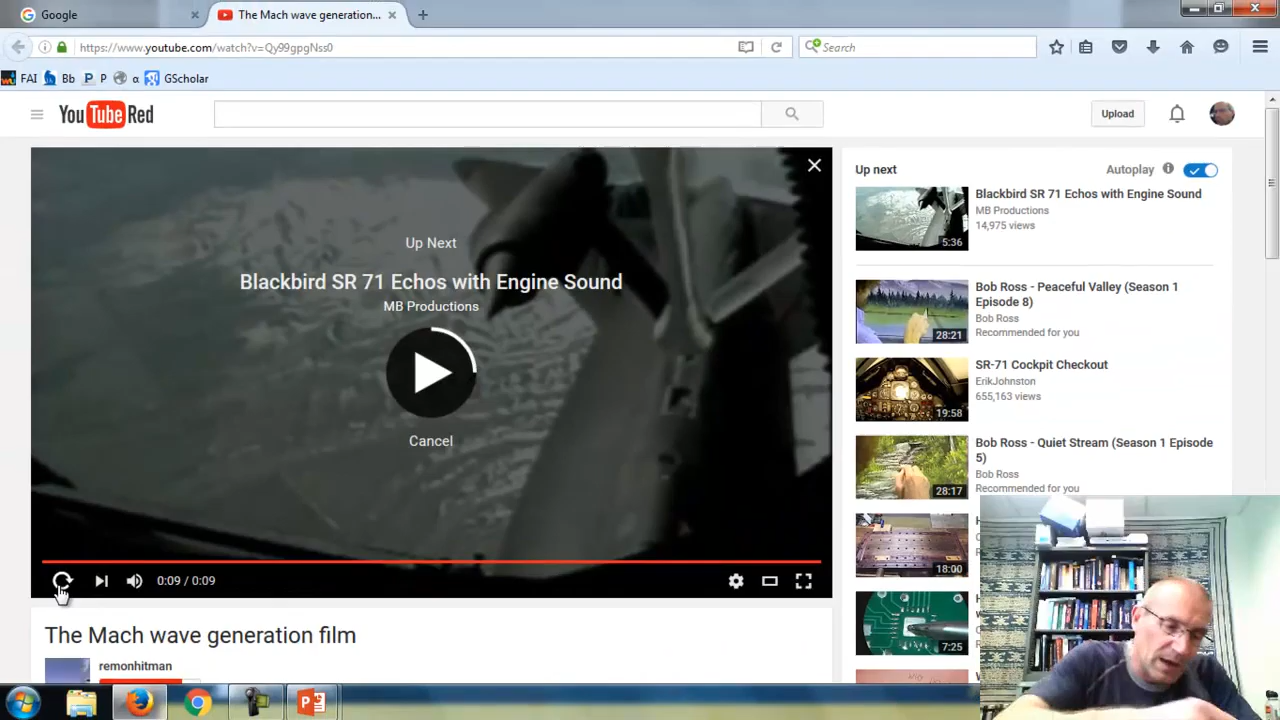 Google
The Mach wave generation...
https://www.youtube.com/watch?v=Qy99gpgNss0
Search
FAI Bb P P α GScholar
YouTube Red
Upload
Up next Autoplay
Blackbird SR 71 Echos with Engine Sound
MB Productions
14,975 views
5:36
Bob Ross - Peaceful Valley (Season 1
Episode 8)
Bob Ross
Recommended for you
28:21
SR-71 Cockpit Checkout
ErikJohnston
655,163 views
19:58
Bob Ross - Quiet Stream (Season 1 Episode
5)
Bob Ross
Recommended for you
28:17
18:00
7:25
Up Next
Blackbird SR 71 Echos with Engine Sound
MB Productions
Cancel
0:09 / 0:09
The Mach wave generation film
remonhitman